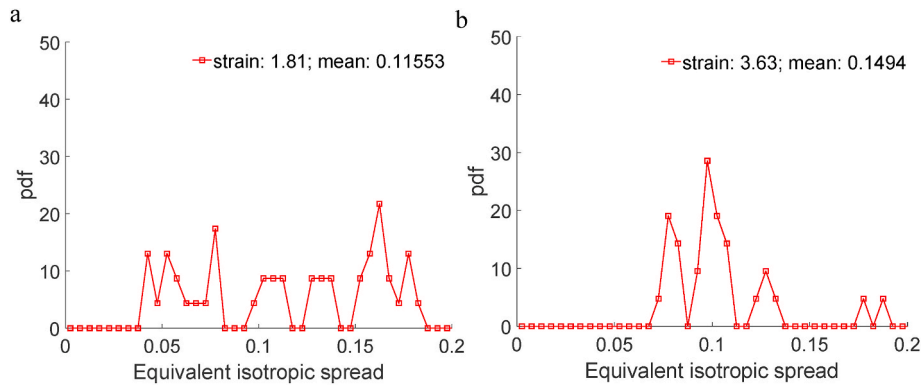 a
50
40
30
20
10
0
pdf
strain: 1.81; mean: 0.11553
0
0.05
0.1
0.15
0.2
Equivalent isotropic spread
b
50
40
30
20
10
0
pdf
strain: 3.63; mean: 0.1494
0
0.05
0.1
0.15
0.2
Equivalent isotropic spread